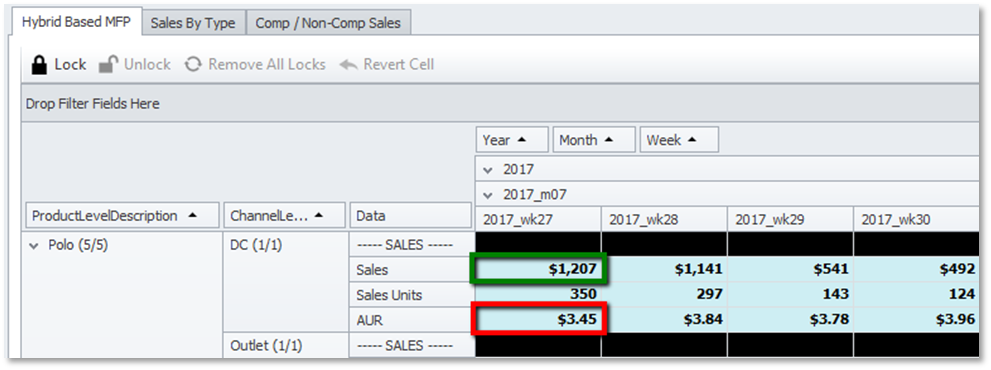 Hybrid Based MFP Sales By Type Comp / Non-Comp Sales
Lock Unlock Remove All Locks Revert Cell
Drop Filter Fields Here
Year Month Week
2017
2017_m07
ProductLevelDescription ChannelLe... Data 2017_wk27 2017_wk28 2017_wk29 2017_wk30
Polo (5/5) DC (1/1) ----- SALES -----
Sales $1,207 $1,141 $541 $492
Sales Units 350 297 143 124
AUR $3.45 $3.84 $3.78 $3.96
Outlet (1/1) ----- SALES -----